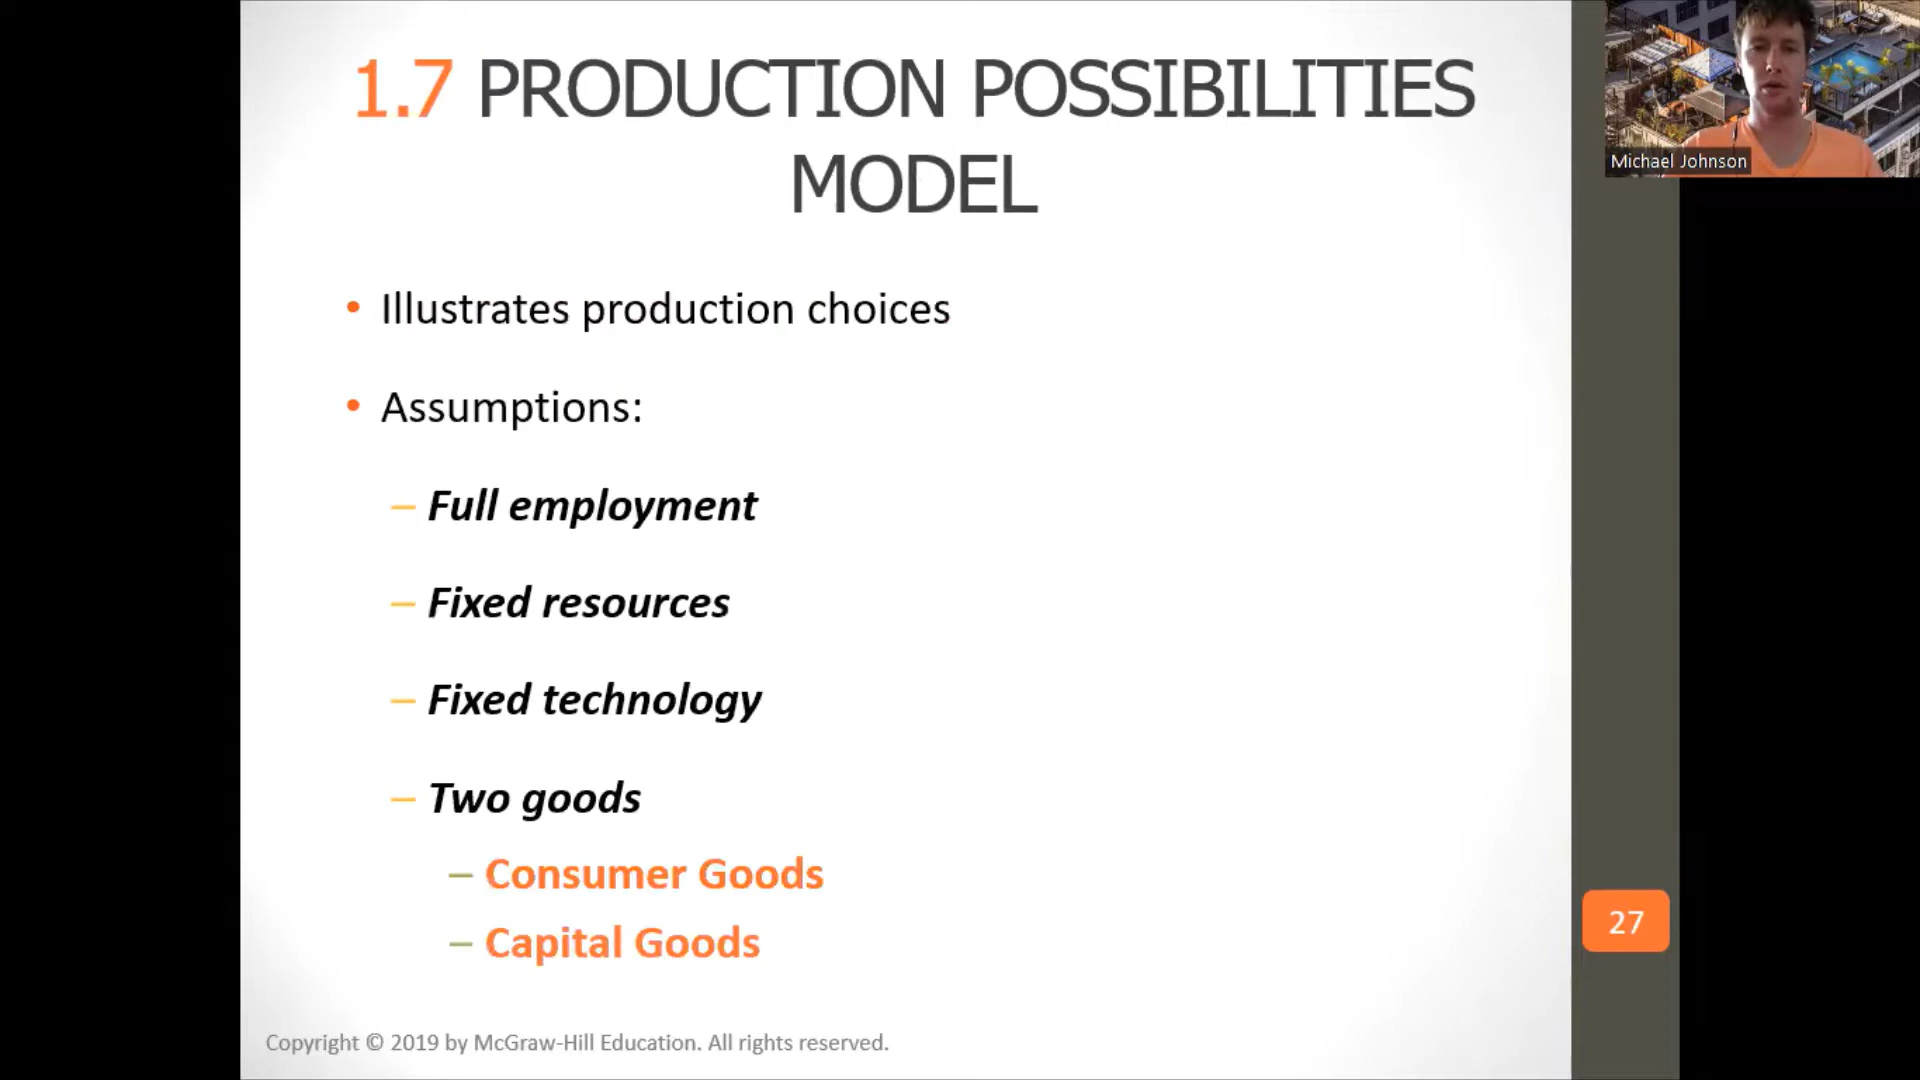 1.7 PRODUCTION POSSIBILITIES
MODEL
Michael Johnson
• Illustrates production choices
• Assumptions:
– Full employment
– Fixed resources
– Fixed technology
– Two goods
– Consumer Goods
– Capital Goods
27
Copyright © 2019 by McGraw-Hill Education. All rights reserved.